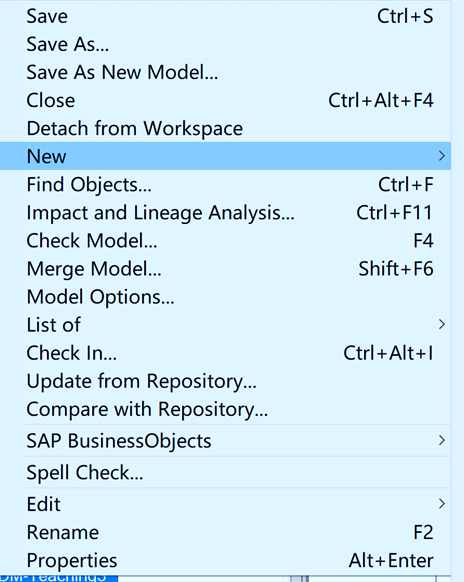 Save Ctrl+S
Save As...
Save As New Model...
Close Ctrl+Alt+F4
Detach from Workspace
New
Find Objects... Ctrl+F
Impact and Lineage Analysis... Ctrl+F11
Check Model... F4
Merge Model... Shift+F6
Model Options...
List of
Check In... Ctrl+Alt+I
Update from Repository...
Compare with Repository...
SAP BusinessObjects
Spell Check...
Edit
Rename F2
Properties Alt+Enter